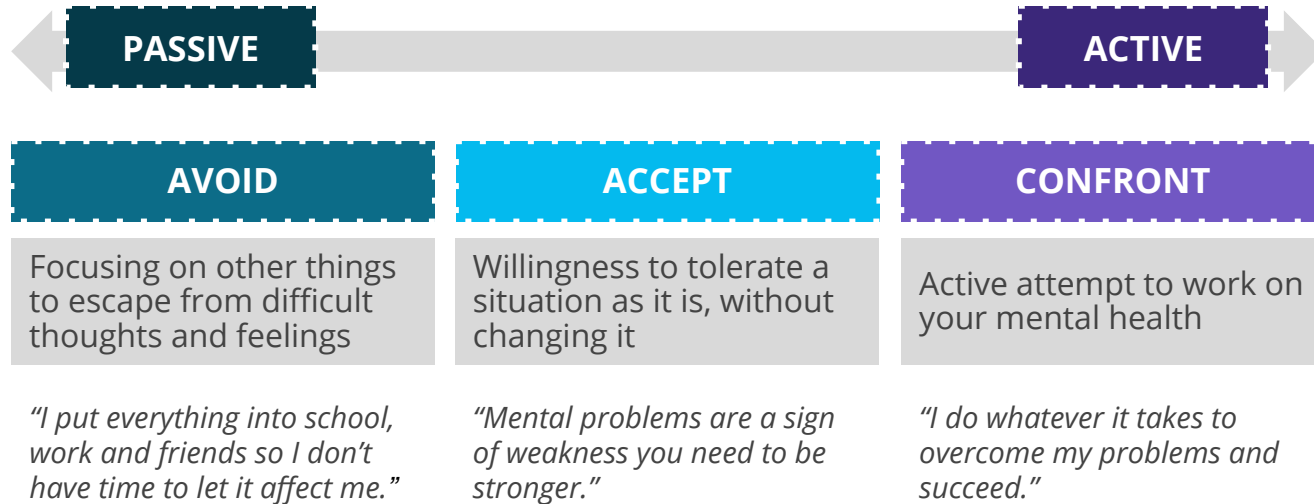 PASSIVE
ACTIVE
AVOID
ACCEPT
CONFRONT
Focusing on other things
to escape from difficult
thoughts and feelings
Willingness to tolerate a
situation as it is, without
changing it
Active attempt to work on
your mental health
“I put everything into school,
work and friends so I don’t
have time to let it affect me.”
“Mental problems are a sign
of weakness you need to be
stronger.”
“I do whatever it takes to
overcome my problems and
succeed.”